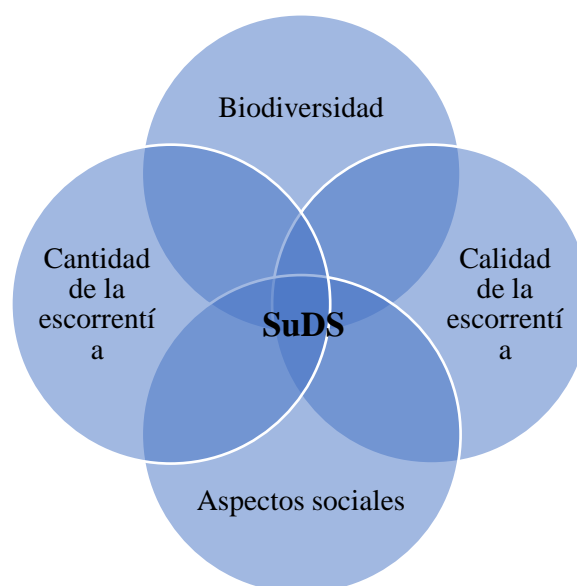 Biodiversidad
Cantidad
de la
escorrentí
a
Calidad
de la
escorrentí
a
SuDS
Aspectos sociales